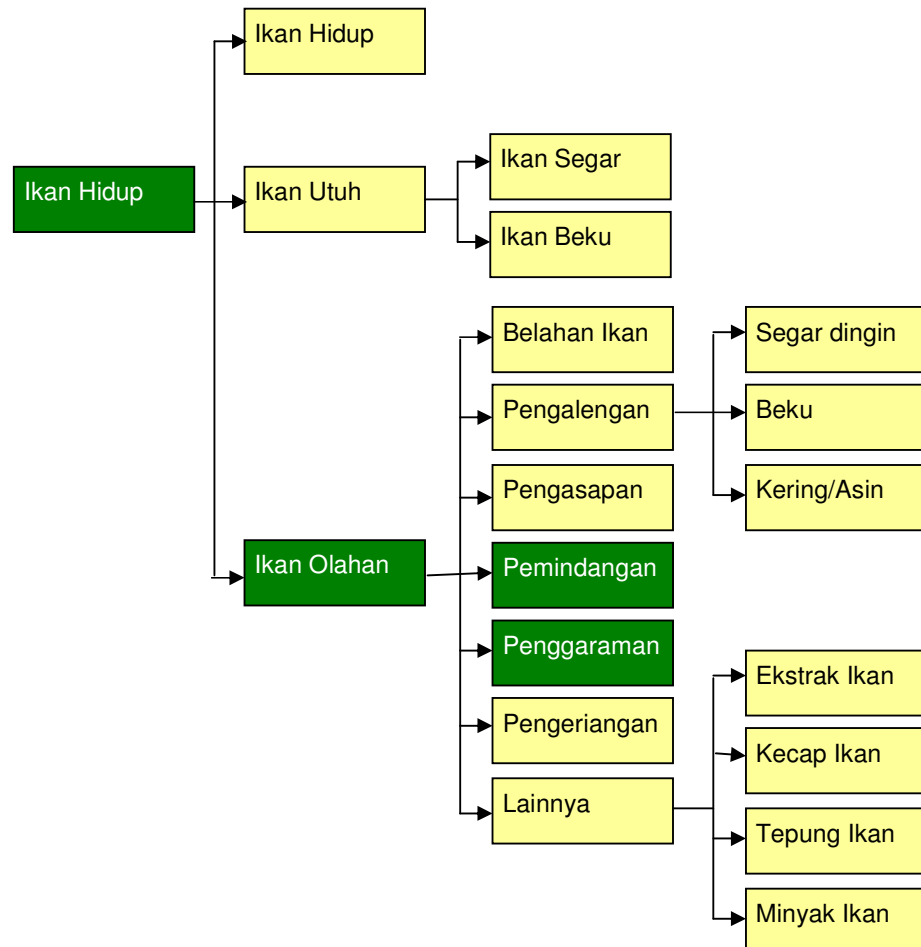 Ikan Hidup
Ikan Hidup
Ikan Utuh
Ikan Segar
Ikan Beku
Ikan Olahan
Belahan Ikan
Pengalengan
Segar dingin
Beku
Kering/Asin
Pengasapan
Pemindangan
Penggaraman
Pengeriangan
Lainnya
Ekstrak Ikan
Kecap Ikan
Tepung Ikan
Minyak Ikan